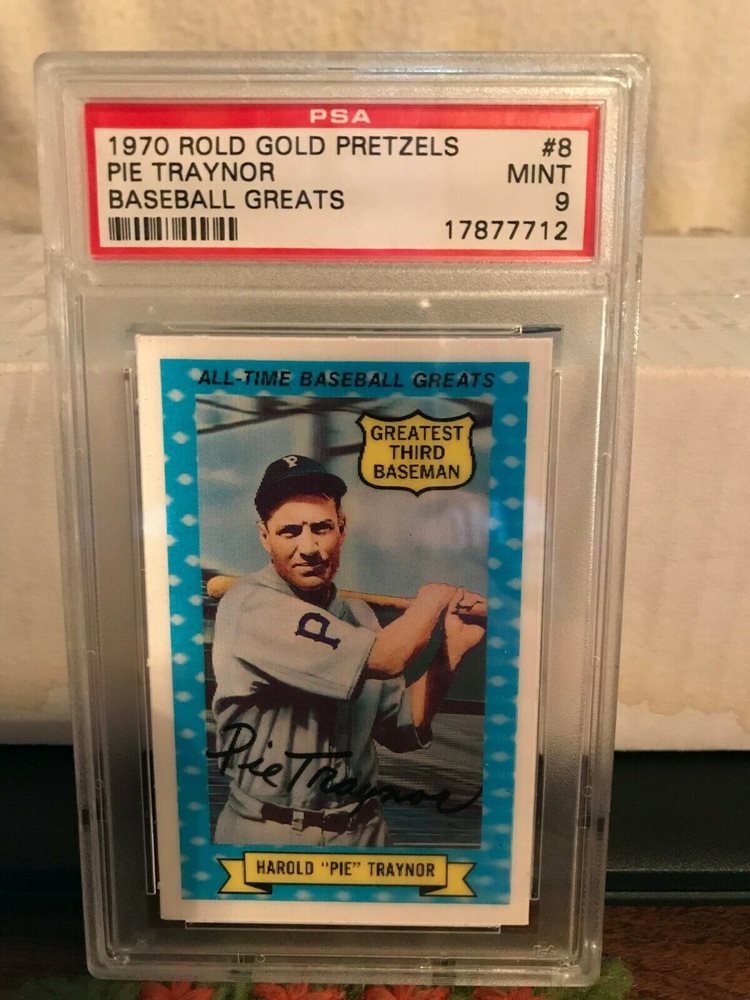 PSA
1970 ROLD GOLD PRETZELS #8
PIE TRAYNOR MINT
BASEBALL GREATS 9
17877712
ALL-TIME BASEBALL GREATS
GREATEST
THIRD
BASEMAN
P
P
Pie Traynor
HAROLD "PIE" TRAYNOR